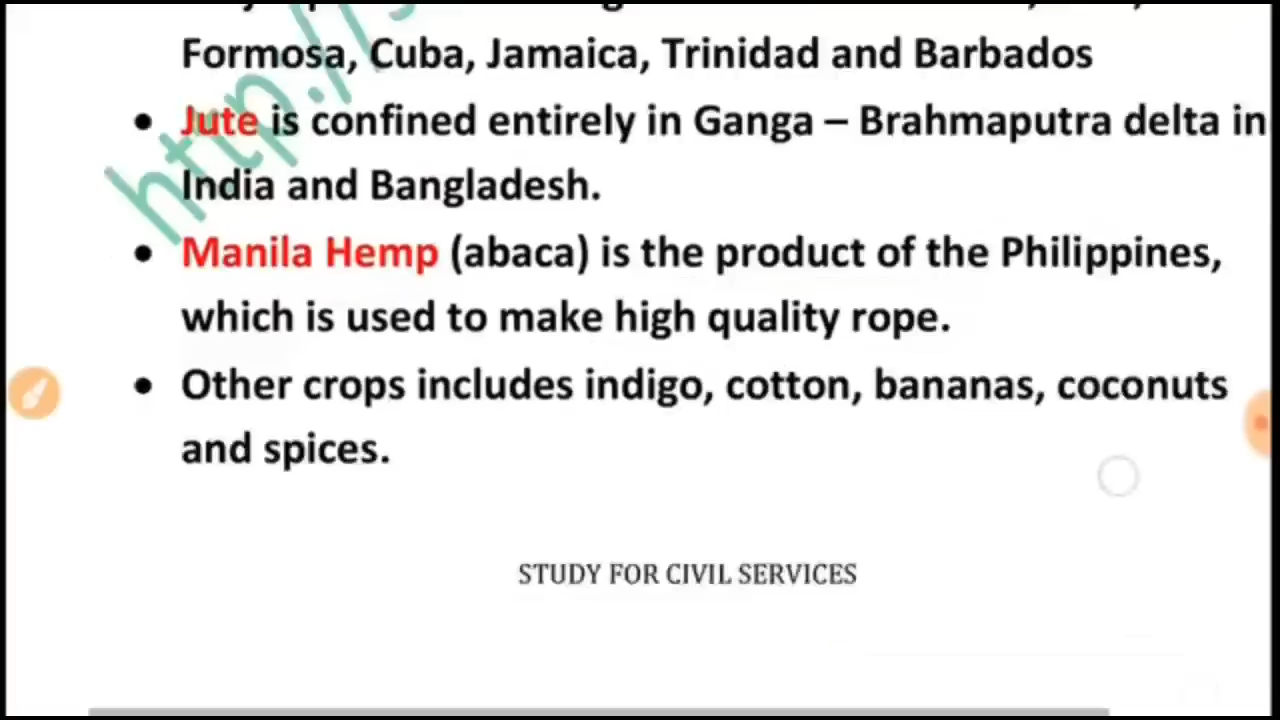 Formosa, Cuba, Jamaica, Trinidad and Barbados
• Jute is confined entirely in Ganga – Brahmaputra delta in
India and Bangladesh.
• Manila Hemp (abaca) is the product of the Philippines,
which is used to make high quality rope.
• Other crops includes indigo, cotton, bananas, coconuts
and spices.
http:/
STUDY FOR CIVIL SERVICES